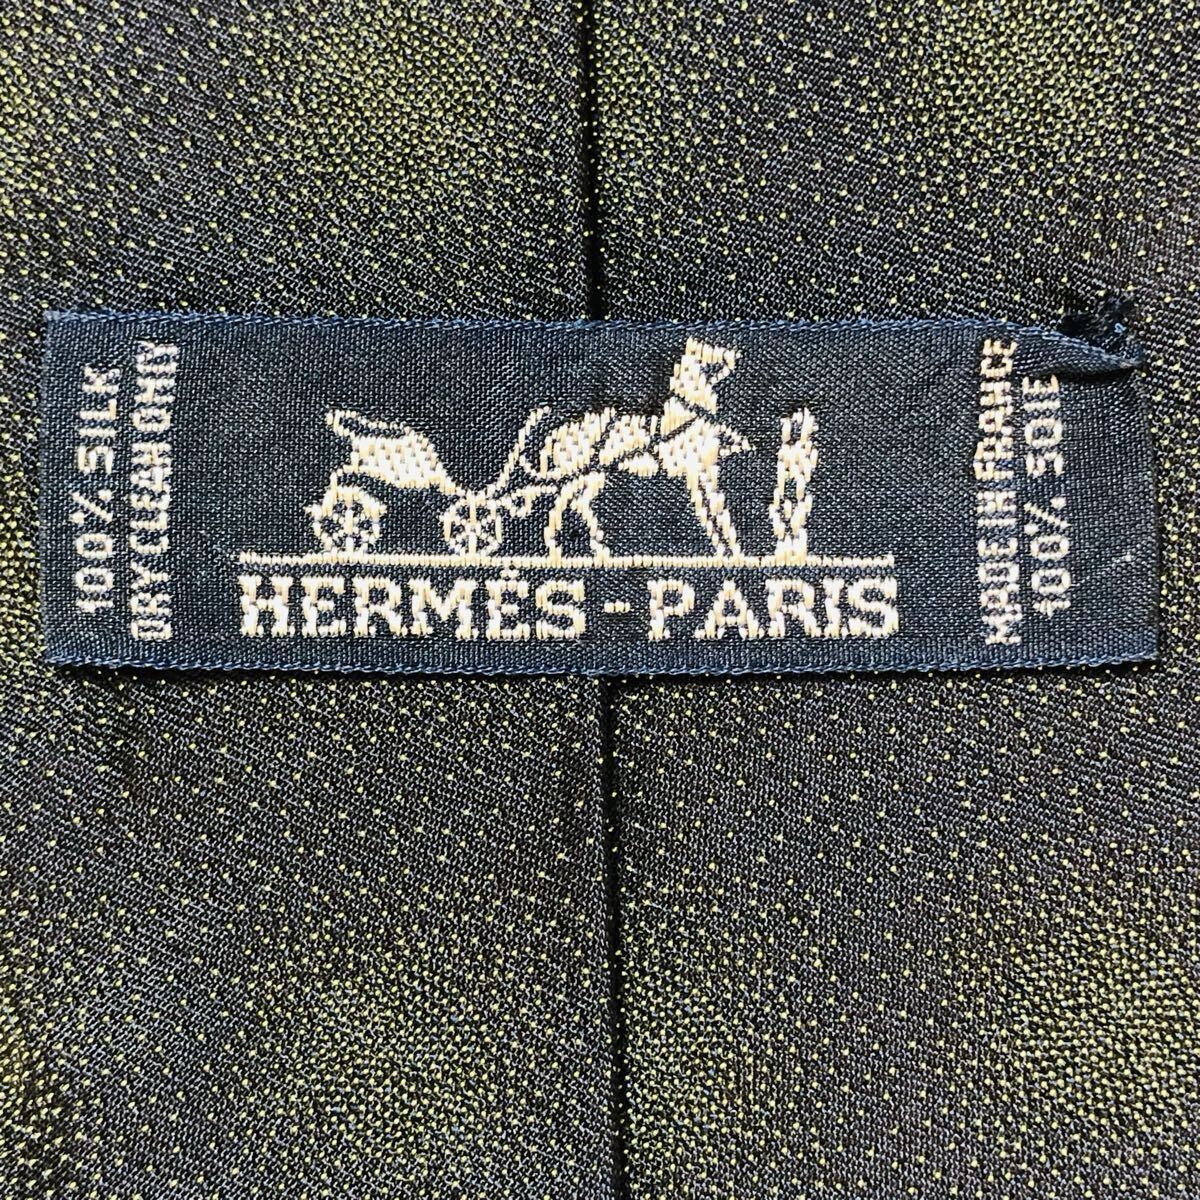 100% SILK
DRY CLEAN ONLY
HERMÈS-PARIS
MADE IN FRANCE
100% SOIE